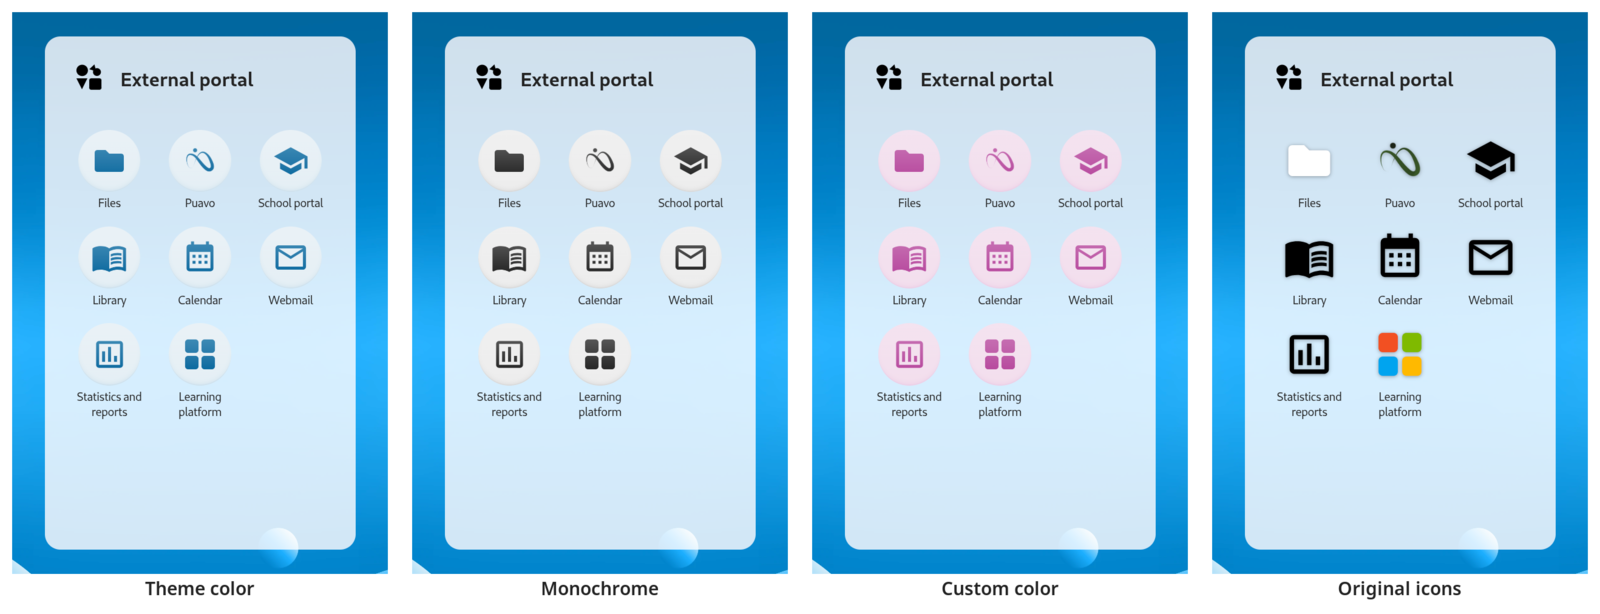 External portal
Files
Puavo
School portal
Library
Calendar
Webmail
Statistics and
reports
Learning
platform
Theme color
External portal
Files
Puavo
School portal
Library
Calendar
Webmail
Statistics and
reports
Learning
platform
Monochrome
External portal
Files
Puavo
School portal
Library
Calendar
Webmail
Statistics and
reports
Learning
platform
Custom color
External portal
Files
Puavo
School portal
Library
Calendar
Webmail
Statistics and
reports
Learning
platform
Original icons